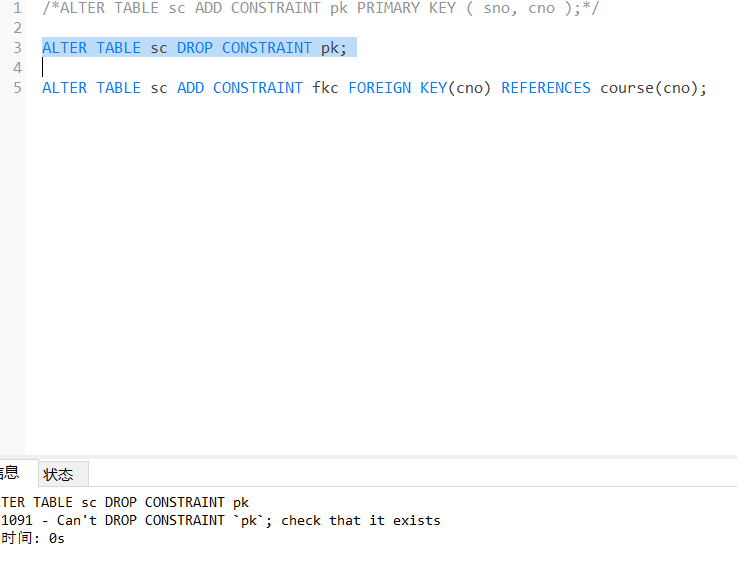 1 /*ALTER TABLE sc ADD CONSTRAINT pk PRIMARY KEY ( sno, cno );*/
2
3 ALTER TABLE sc DROP CONSTRAINT pk;
4
5 ALTER TABLE sc ADD CONSTRAINT fkc FOREIGN KEY(cno) REFERENCES course(cno);
息 状态
TER TABLE sc DROP CONSTRAINT pk
1091 - Can't DROP CONSTRAINT `pk`; check that it exists
时间: 0s